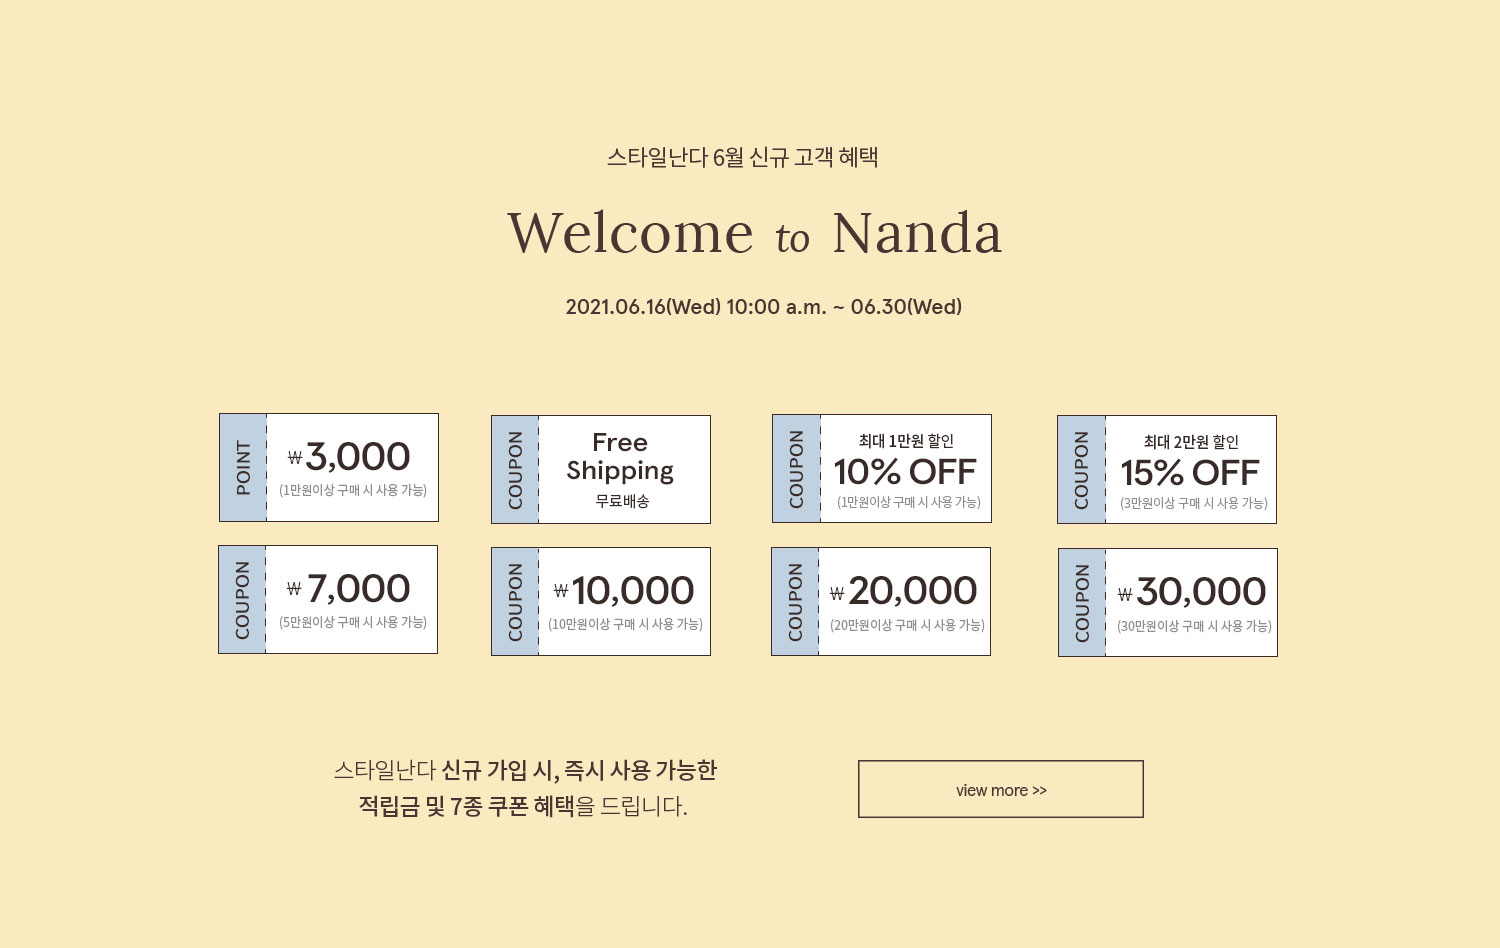 스타일난다 6월 신규 고객 혜택
Welcome to Nanda
2021.06.16(Wed) 10:00 a.m. ~ 06.30(Wed)
POINT
₩3,000
(1만원이상 구매 시 사용 가능)
COUPON
Free
Shipping
무료배송
COUPON
최대 1만원 할인
10% OFF
(1만원이상 구매 시 사용 가능)
COUPON
최대 2만원 할인
15% OFF
(3만원이상 구매 시 사용 가능)
COUPON
₩7,000
(5만원이상 구매 시 사용 가능)
COUPON
₩10,000
(10만원이상 구매 시 사용 가능)
COUPON
₩20,000
(20만원이상 구매 시 사용 가능)
COUPON
₩30,000
(30만원이상 구매 시 사용 가능)
스타일난다 신규 가입 시, 즉시 사용 가능한
적립금 및 7종 쿠폰 혜택을 드립니다.
view more >>